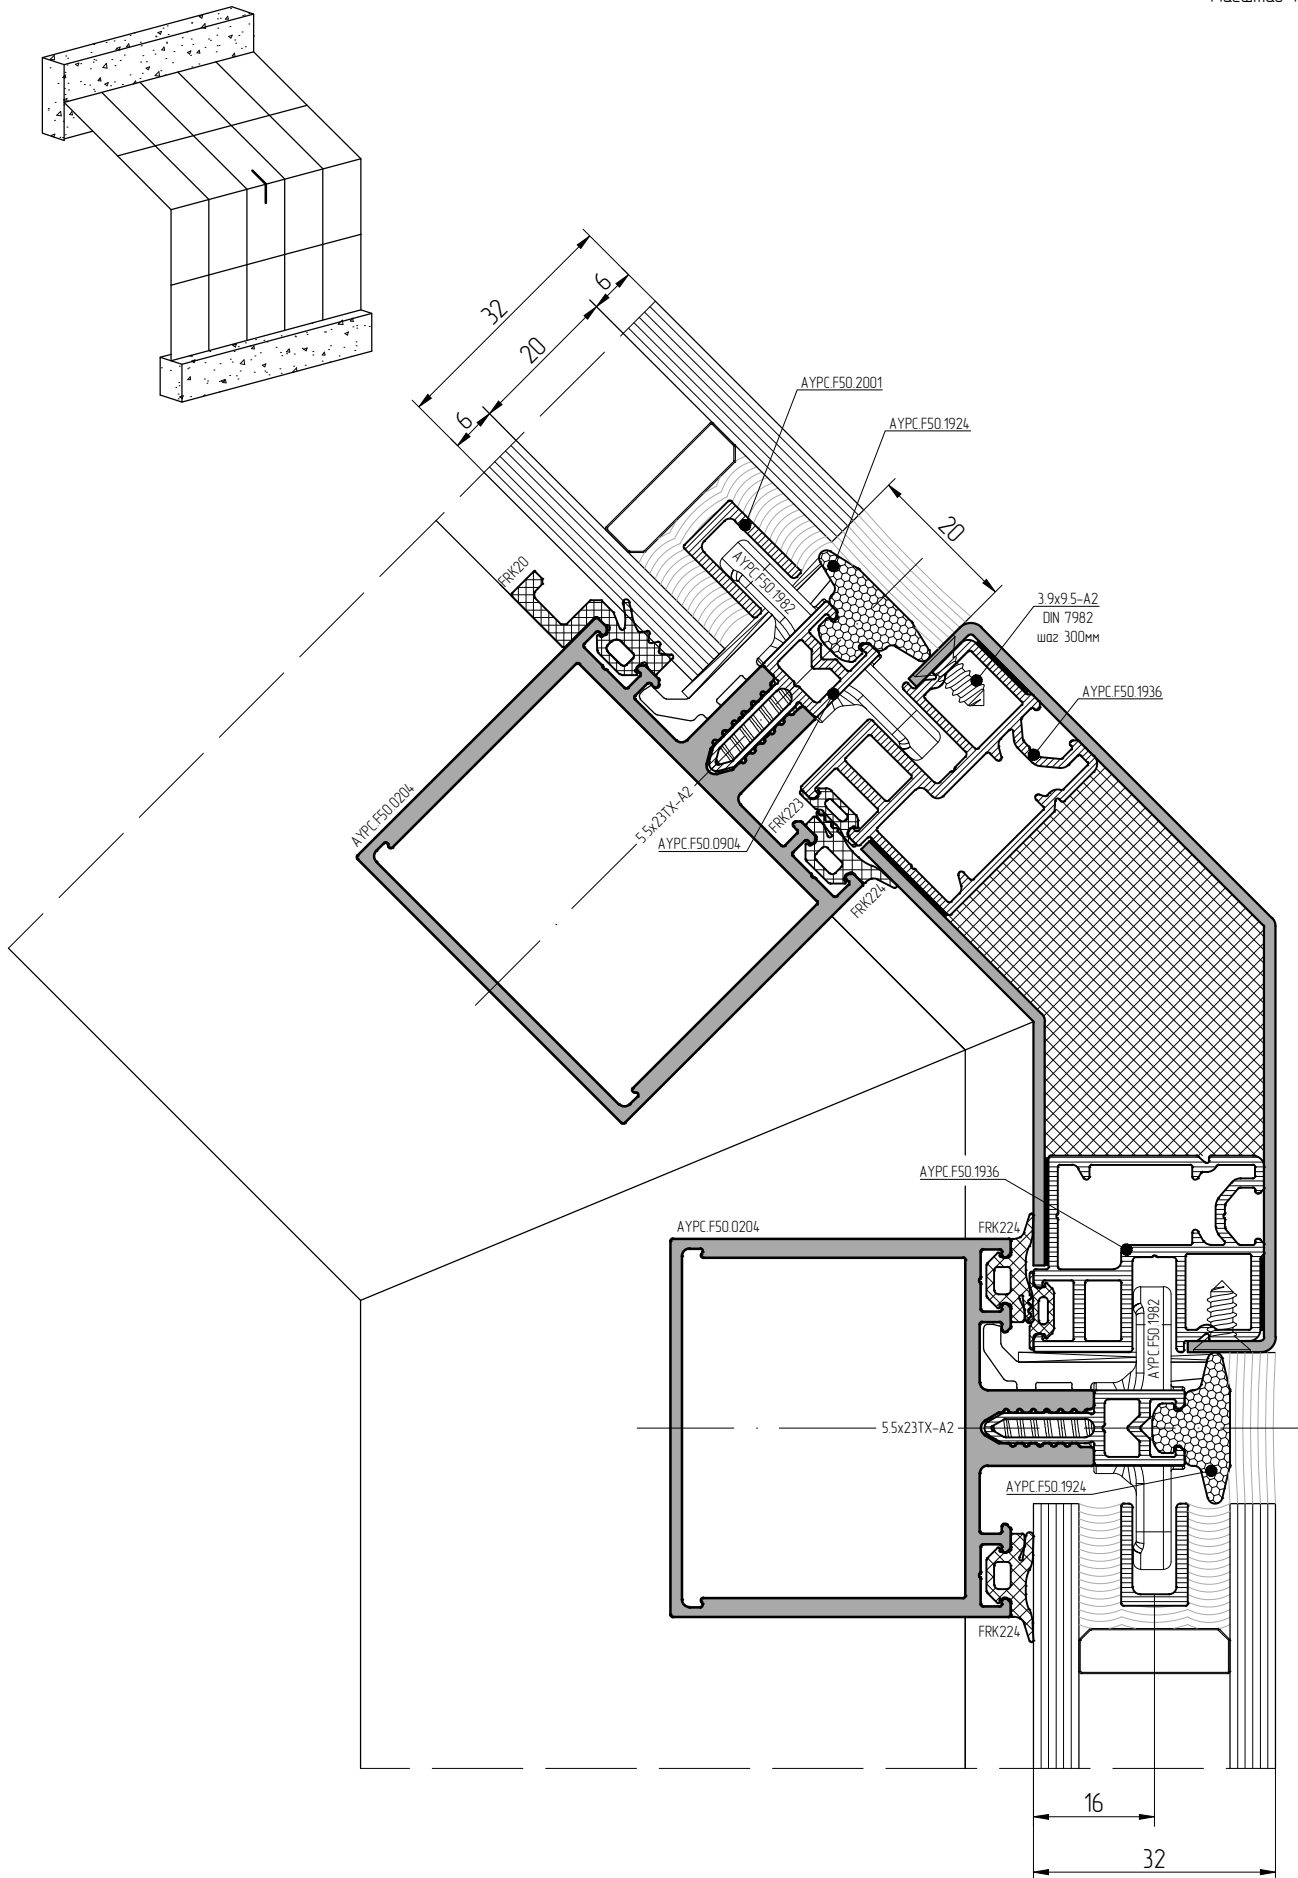 32
6
20
6
AYPC.F50.2001
AYPC.F50.1924
20
FRK20
AYPC.F50.1982
3.9x9.5-A2
DIN 7982
шаг 300мм
AYPC.F50.1936
AYPC.F50.0204
5.5x23TX-A2
FRK223
AYPC.F50.0904
FRK224
AYPC.F50.1936
AYPC.F50.0204
FRK224
AYPC.F50.1982
5.5x23TX-A2
AYPC.F50.1924
FRK224
16
32